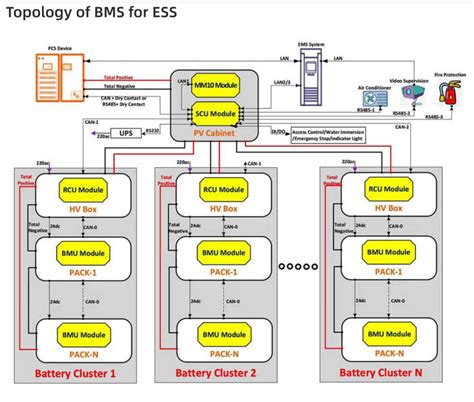 Topology of BMS for ESS
PCS Device
EMS System
LAN
LAN
Total Positive
Total Negative
CAN + Dry Contactor or
RS485+ Dry Contact
LAN1
MM10 Module
SCU Module
PV Cabinet
LAN2/3
Air Conditioner
Video Supervision
Fire Protection
RS485-1
RS485-2
RS485-3
CAN-1
220ac
UPS
RS232
DI/DO
Access Control/Water Immersion
/Emergency Stop/Indicator Light
CAN-2
220ac
Total
Positive
RCU Module
HV Box
Total
Negative
24dc
CAN-0
BMU Module
PACK-1
24dc
CAN-0
BMU Module
PACK-N
Battery Cluster 1
220ac
CAN-1
Total
Positive
RCU Module
HV Box
Total
Negative
24dc
CAN-0
BMU Module
PACK-1
24dc
CAN-0
BMU Module
PACK-N
Battery Cluster 2
220ac
Total
Positive
RCU Module
HV Box
Total
Negative
24dc
CAN-0
BMU Module
PACK-1
24dc
CAN-0
BMU Module
PACK-N
Battery Cluster N